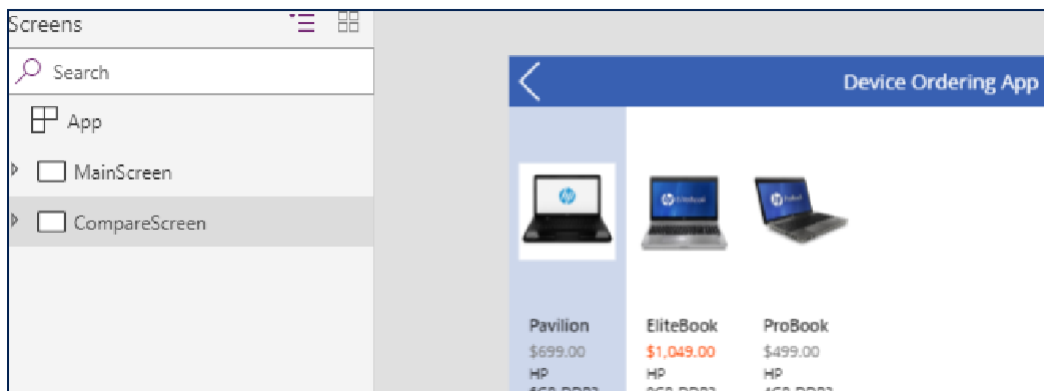 Screens
Search
App
MainScreen
CompareScreen
Device Ordering App
Pavilion EliteBook ProBook
$699.00 $1,049.00 $499.00
HP HP HP